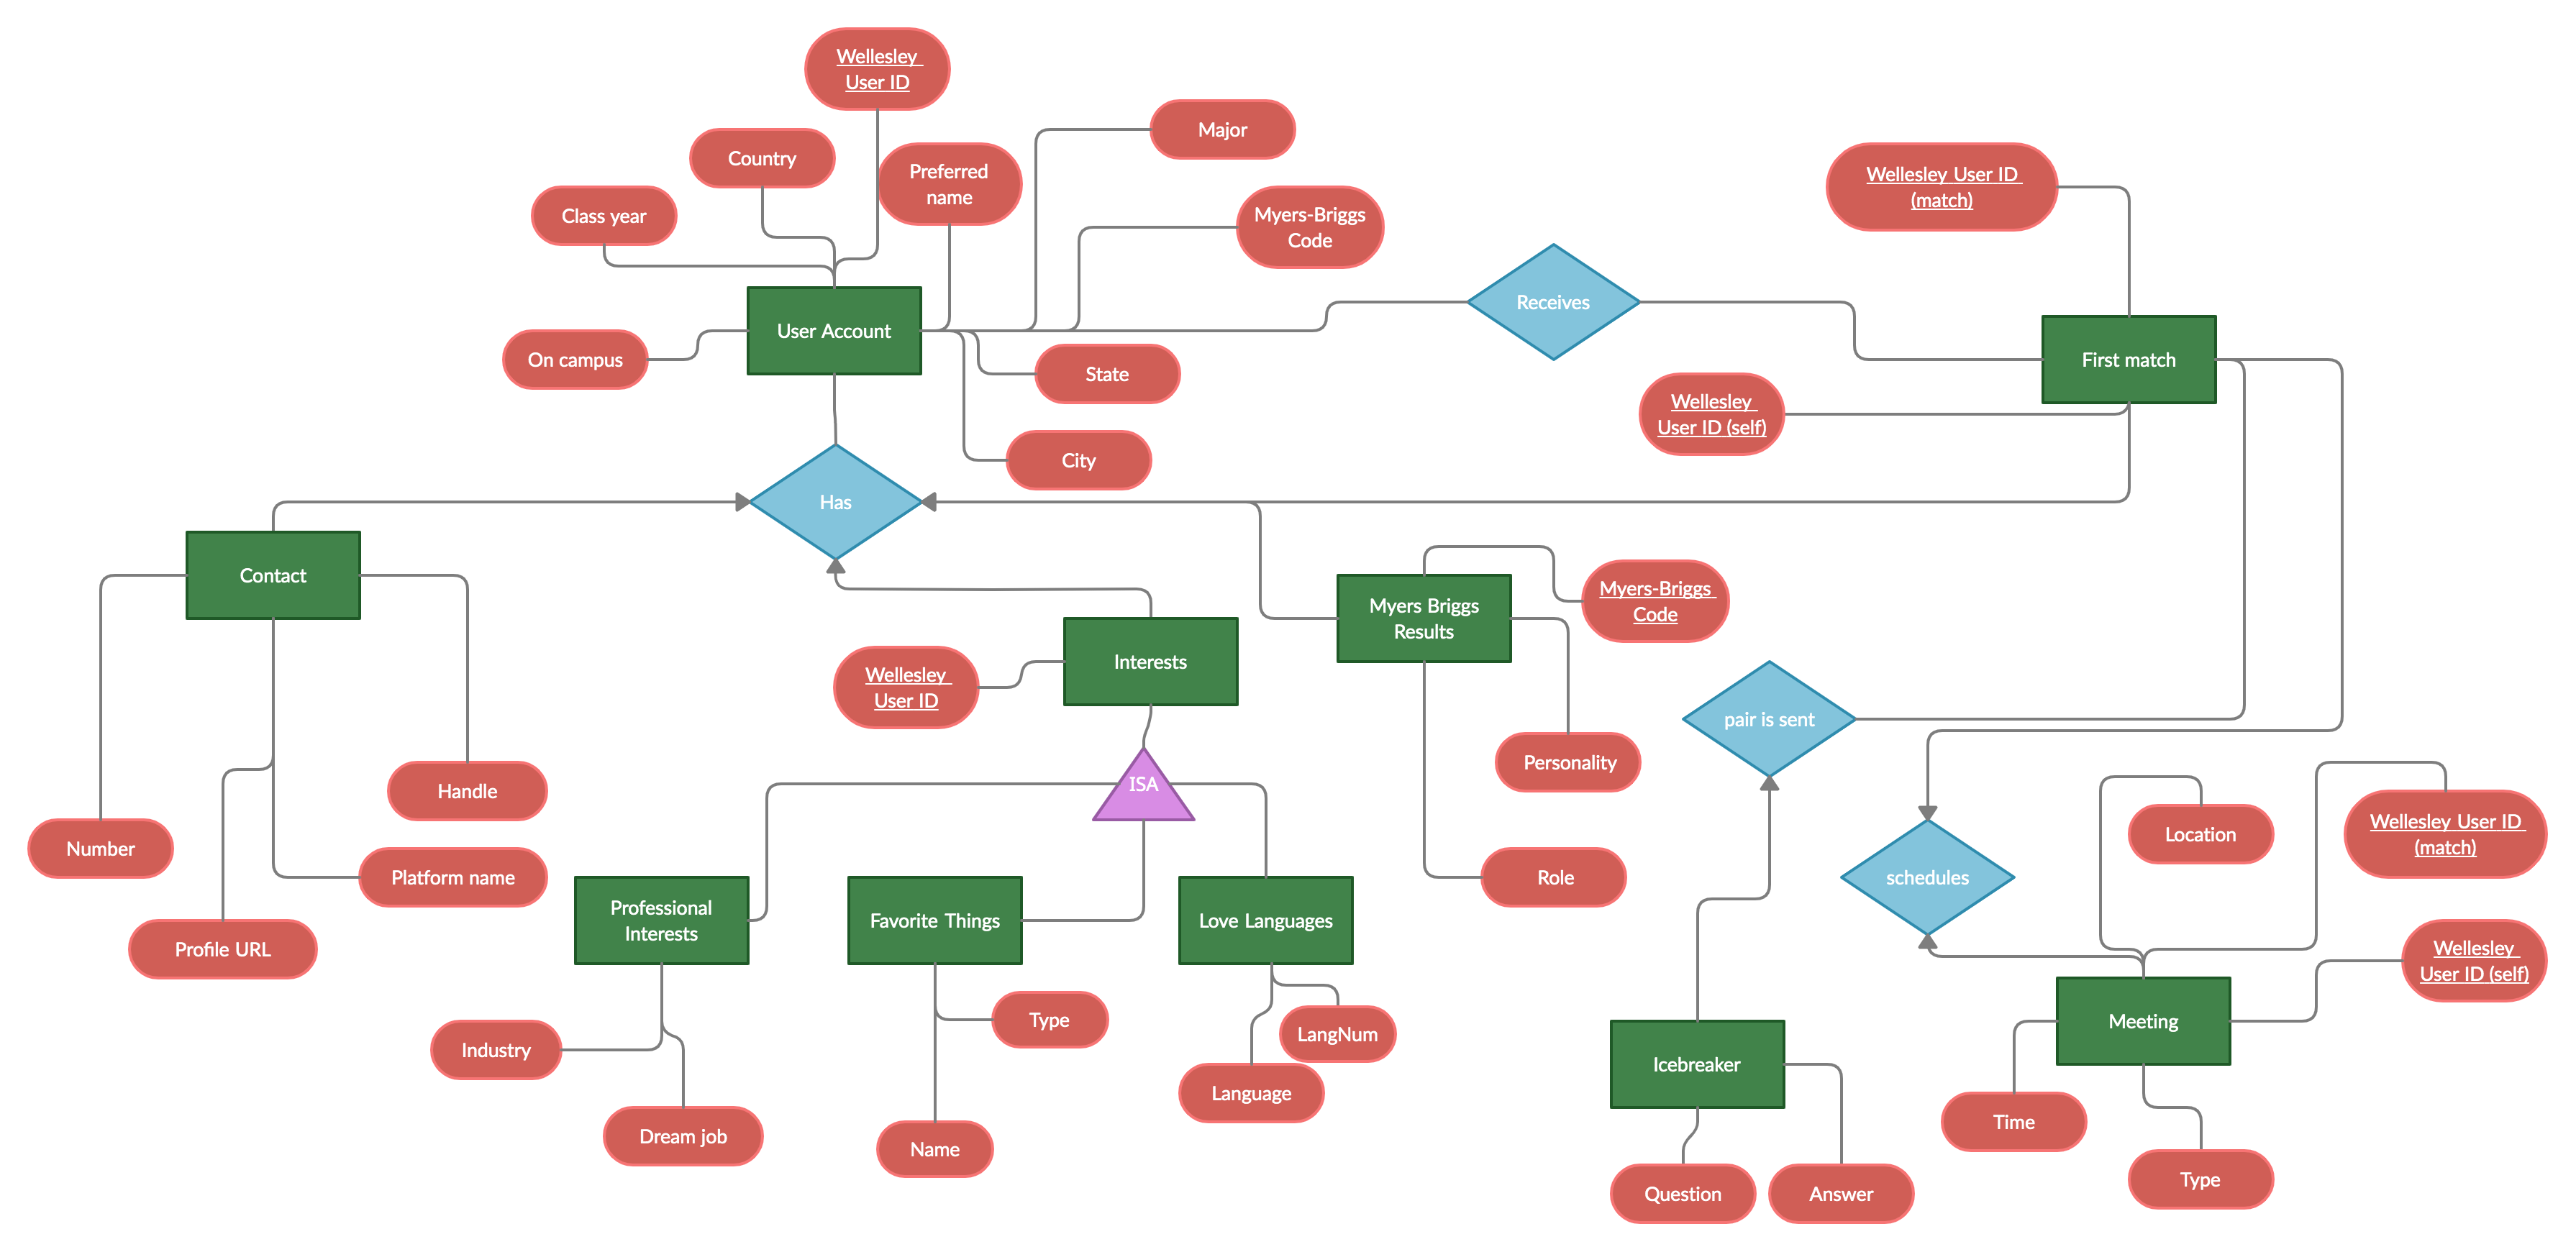 Wellesley
User ID
Major
Country
Preferred
name
Wellesley User ID
(match)
Class year
Myers-Briggs
Code
Receives
User Account
First match
On campus
State
Wellesley
User ID (self)
City
Has
Contact
Myers Briggs
Results
Myers-Briggs
Code
Interests
Wellesley
User ID
pair is sent
Personality
ISA
Handle
Location
Wellesley User ID
(match)
Number
Platform name
Role
schedules
Professional
Interests
Favorite Things
Love Languages
Profile URL
Wellesley
User ID (self)
Type
LangNum
Meeting
Industry
Icebreaker
Language
Time
Dream job
Name
Type
Question
Answer